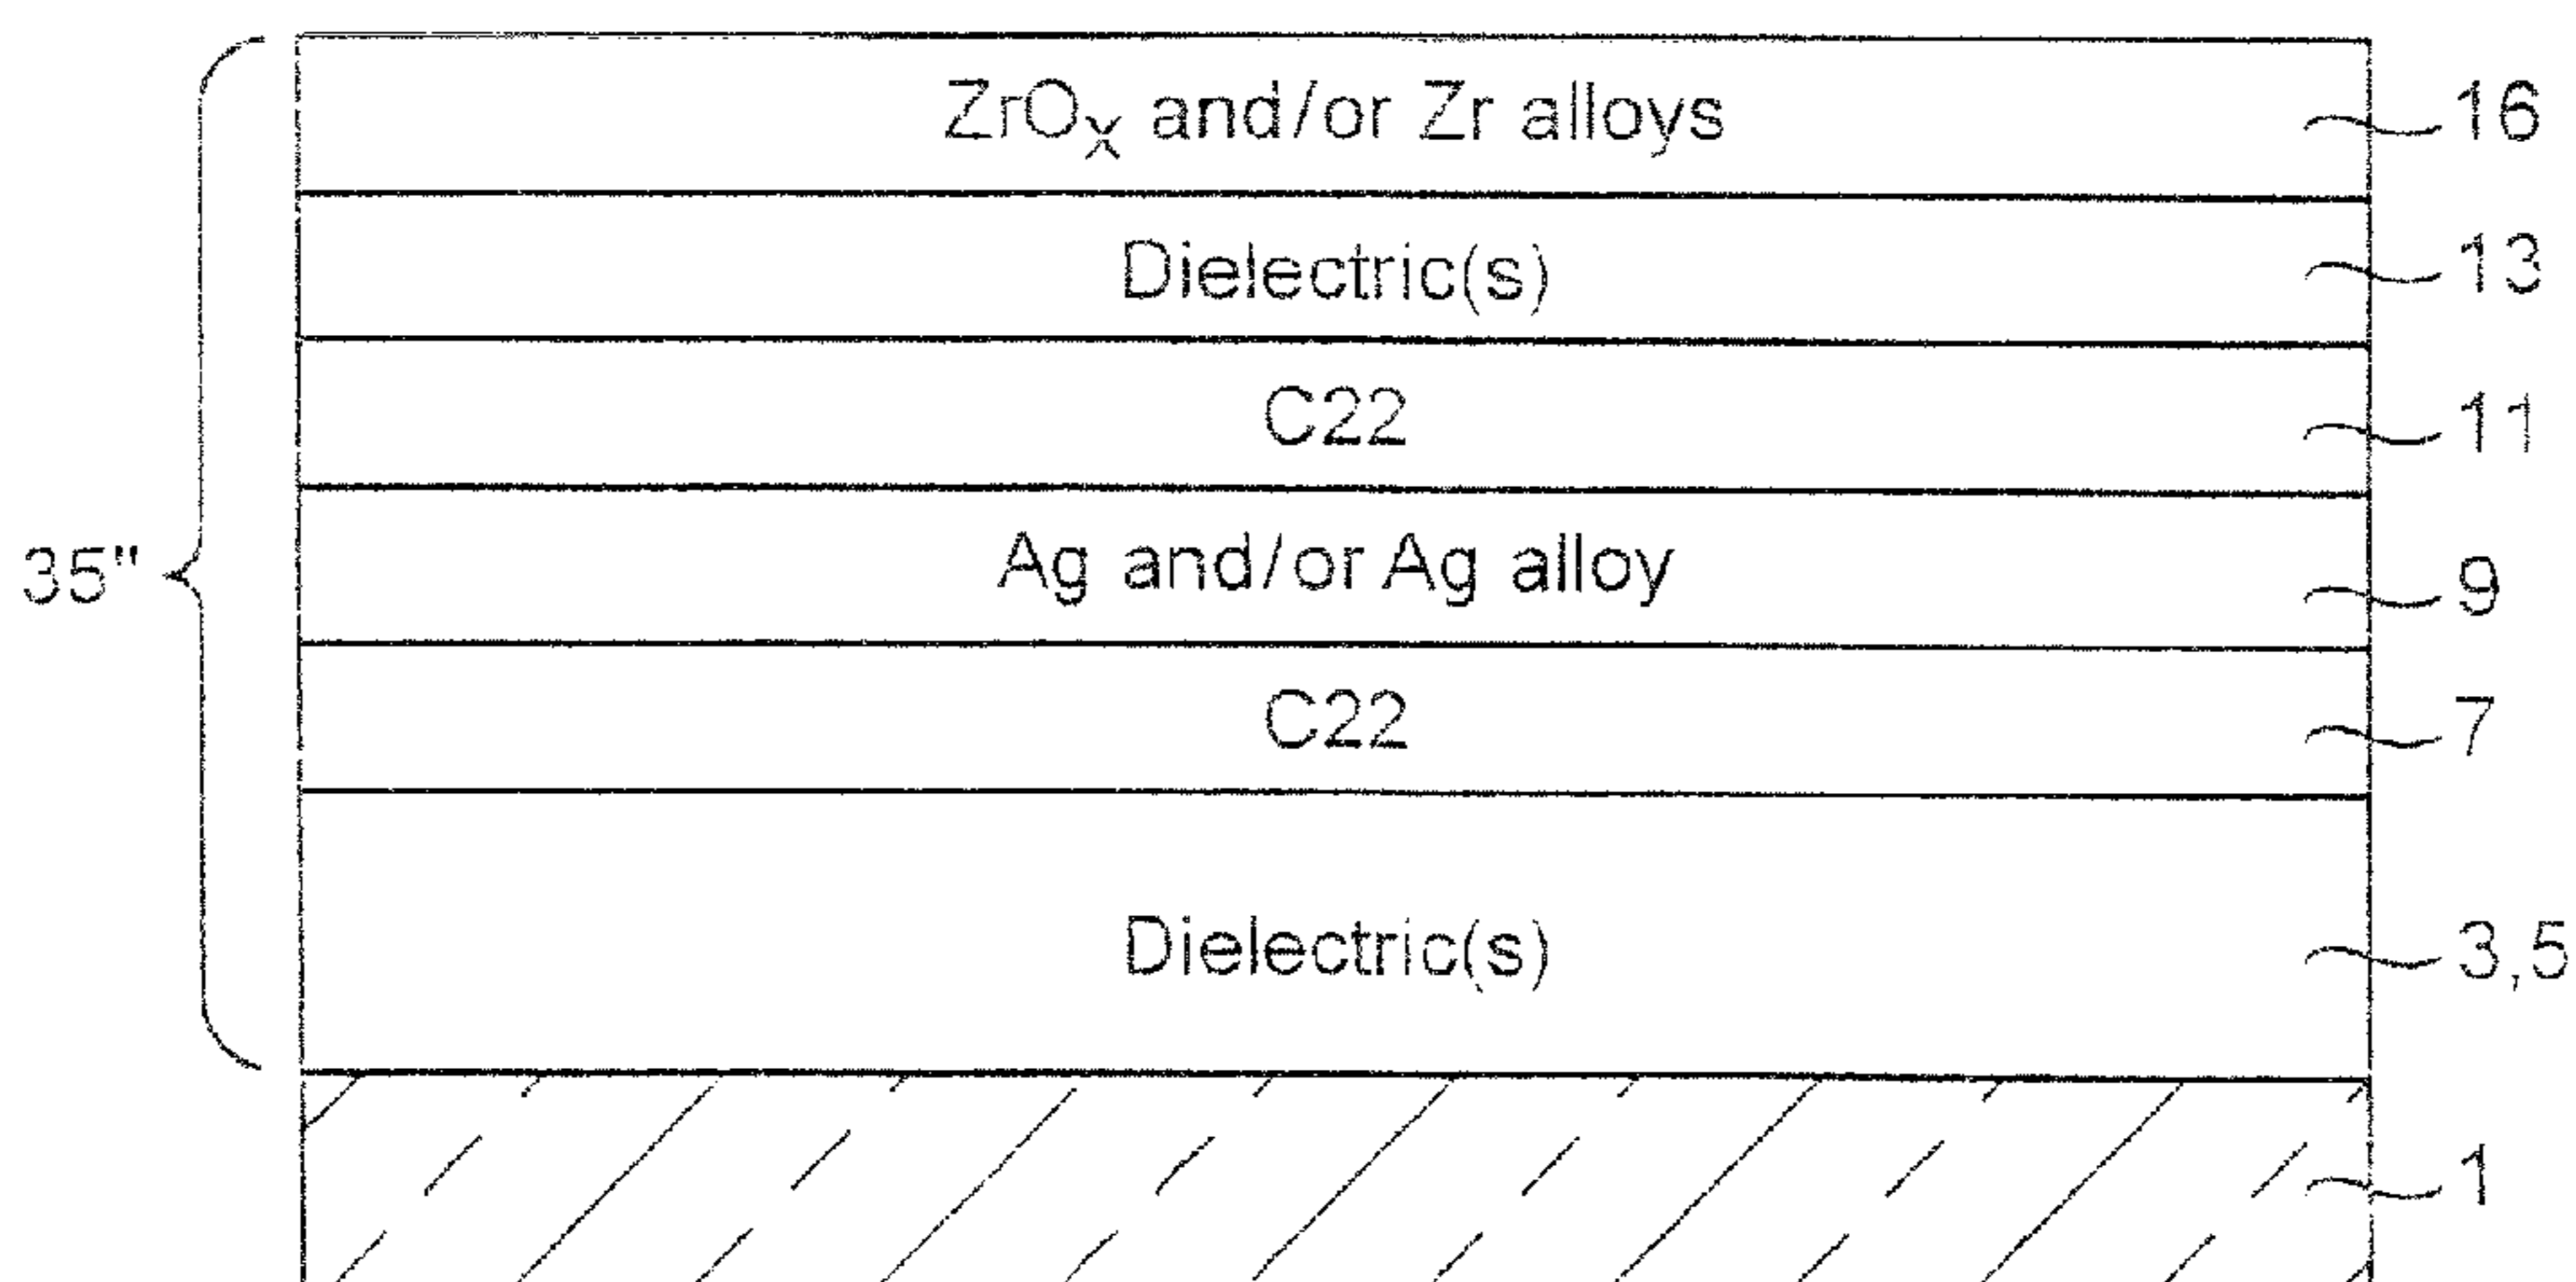 ZrOₓ and/or Zr alloys 16
Dielectric(s) 13
C22 11
35" Ag and/or Ag alloy 9
C22 7
Dielectric(s) 3,5
1